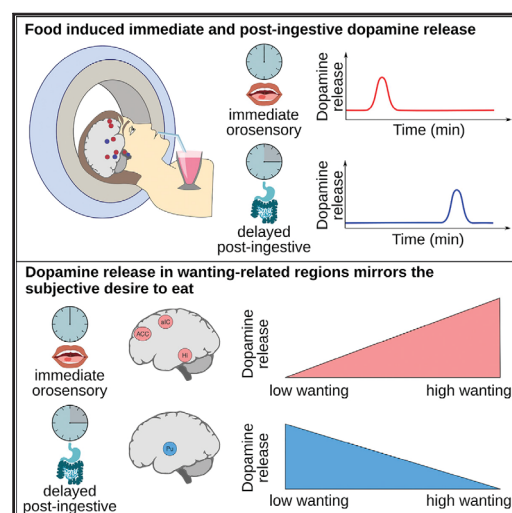 Food induced immediate and post-ingestive dopamine release
immediate
orosensory
Dopamine
release
Time (min)
delayed
post-ingestive
Dopamine
release
Time (min)
Dopamine release in wanting-related regions mirrors the
subjective desire to eat
immediate
orosensory
ACC
aIC
HI
Dopamine
release
low wanting
high wanting
delayed
post-ingestive
Pu
Dopamine
release
low wanting
high wanting